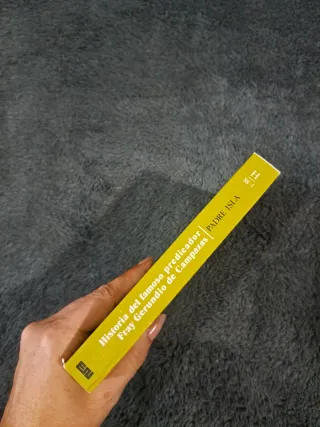 Historia del famoso predicador
Fray Gerundio de Campazas
PADRE ISLA